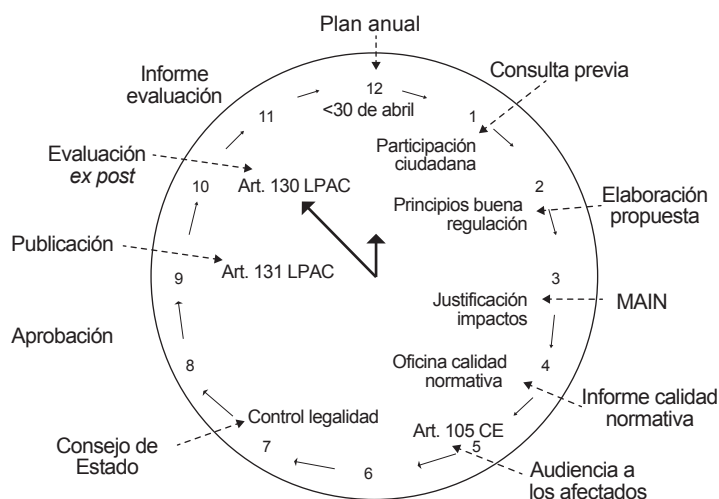 Plan anual
Consulta previa
Informe
evaluación
12
<30 de abril
11
1
Participación
ciudadana
Evaluación
ex post
Art. 130 LPAC
10
2
Principios buena
regulación
Elaboración
propuesta
Publicación
Art. 131 LPAC
9
3
Justificación
impactos
MAIN
Aprobación
8
4
Oficina calidad
normativa
Informe calidad
normativa
Control legalidad
Art. 105 CE
5
7
6
Consejo de
Estado
Audiencia a
los afectados